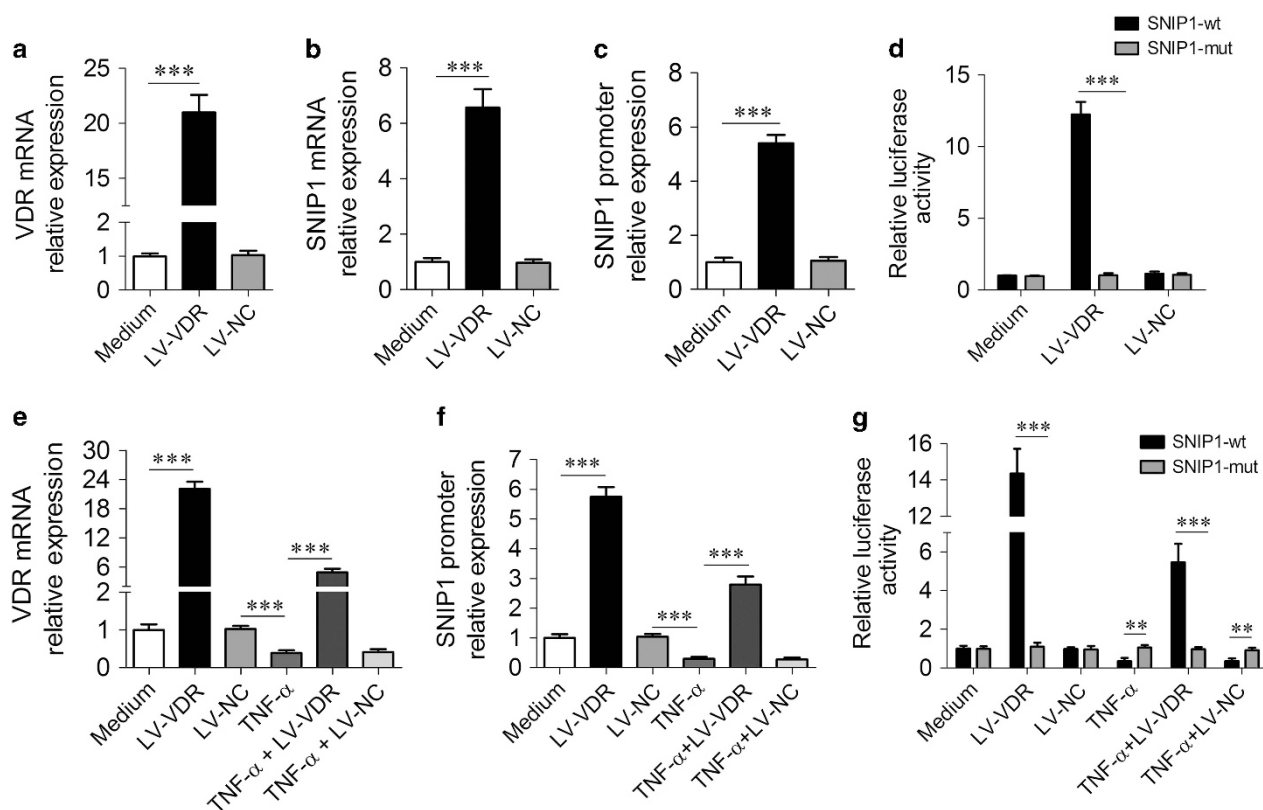 a
VDR mRNA
relative expression
25
20
15
10
5
2
1
0
***
Medium
LV-VDR
LV-NC
b
SNIP1 mRNA
relative expression
8
6
4
2
0
***
Medium
LV-VDR
LV-NC
c
SNIP1 promoter
relative expression
8
6
4
2
0
***
Medium
LV-VDR
LV-NC
d
SNIP1-wt
SNIP1-mut
Relative luciferase
activity
15
10
5
0
***
Medium
LV-VDR
LV-NC
e
VDR mRNA
relative expression
30
24
18
12
6
2
1
0
***
***
***
Medium
LV-VDR
LV-NC
TNF-α
TNF-α + LV-VDR
TNF-α + LV-NC
f
SNIP1 promoter
relative expression
7
6
5
4
3
2
1
0
***
***
***
Medium
LV-VDR
LV-NC
TNF-α
TNF-α+LV-VDR
TNF-α+LV-NC
g
SNIP1-wt
SNIP1-mut
Relative luciferase
activity
16
14
12
8
6
4
2
0
***
**
***
**
Medium
LV-VDR
LV-NC
TNF-α
TNF-α+LV-VDR
TNF-α+LV-NC